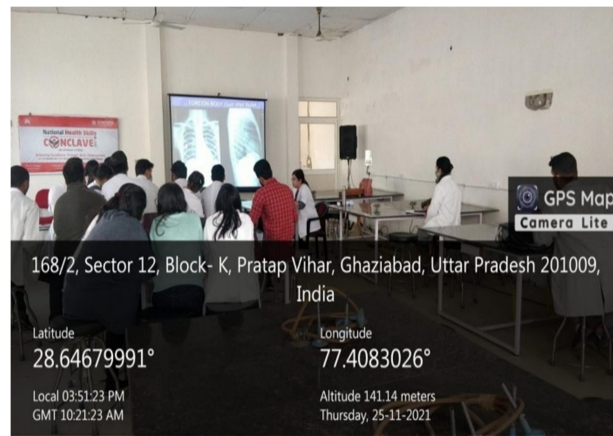 National Health Skills
CONCLAVE
GPS Map
Camera Lite
168/2, Sector 12, Block- K, Pratap Vihar, Ghaziabad, Uttar Pradesh 201009,
India
Latitude
28.64679991°
Longitude
77.4083026°
Local 03:51:23 PM
GMT 10:21:23 AM
Altitude 141.14 meters
Thursday, 25-11-2021